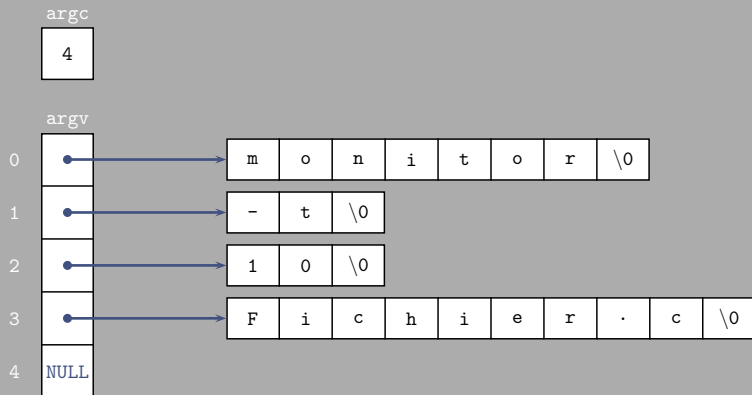 argc
4
argv
0 m o n i t o r \0
1 - t \0
2 1 0 \0
3 F i c h i e r . c \0
4 NULL